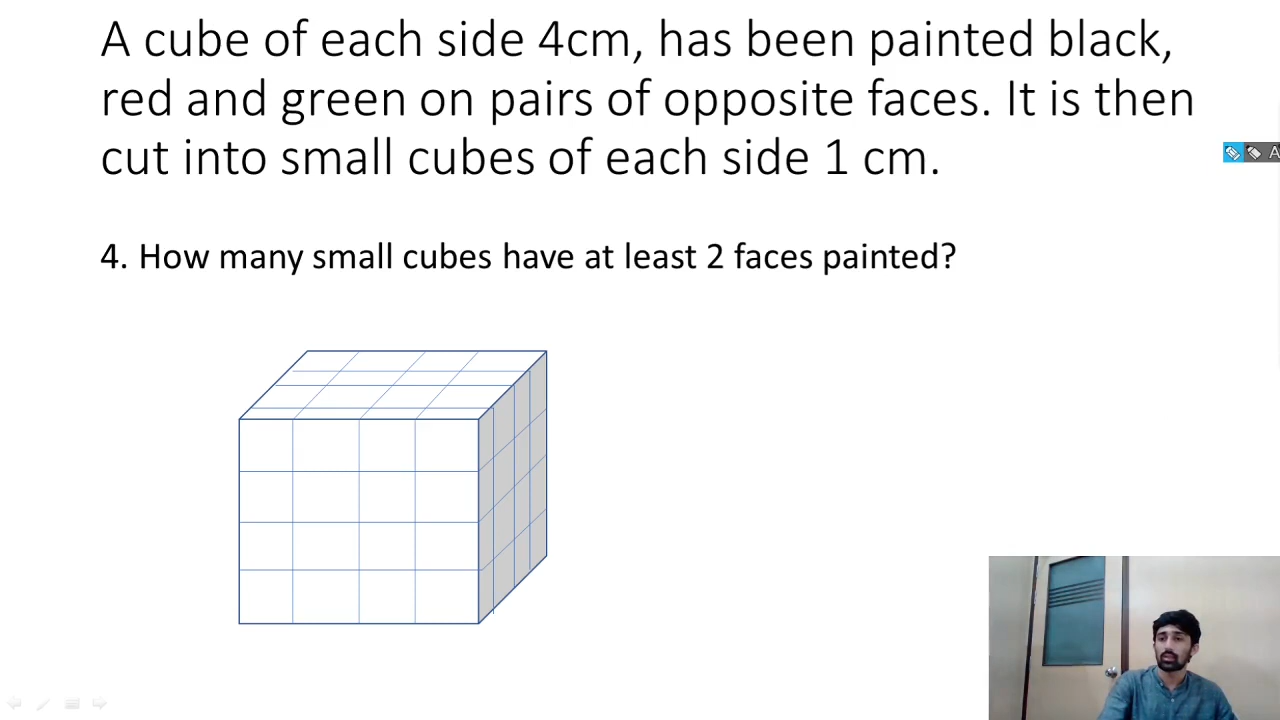 A cube of each side 4cm, has been painted black,
red and green on pairs of opposite faces. It is then
cut into small cubes of each side 1 cm.
4. How many small cubes have at least 2 faces painted?
A